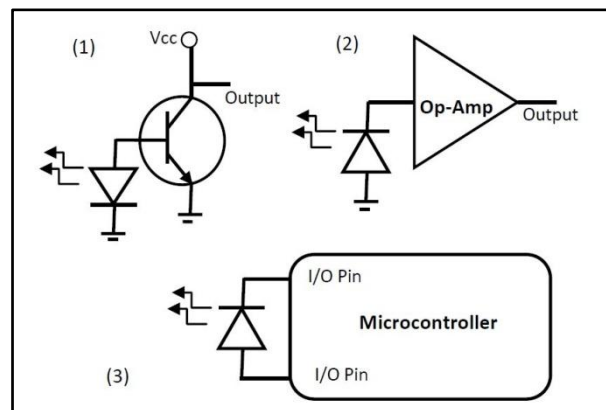 (1)
Vcc
Output
(2)
Op-Amp
Output
I/O Pin
Microcontroller
I/O Pin
(3)